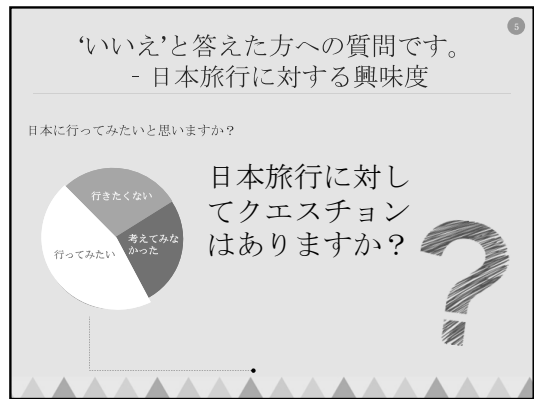 5
‘いいえ’と答えた方への質問です。
- 日本旅行に対する興味度
日本に行ってみたいと思いますか？
行きたくない
考えてみな
かった
行ってみたい
日本旅行に対し
てクエスチョン
はありますか？
?